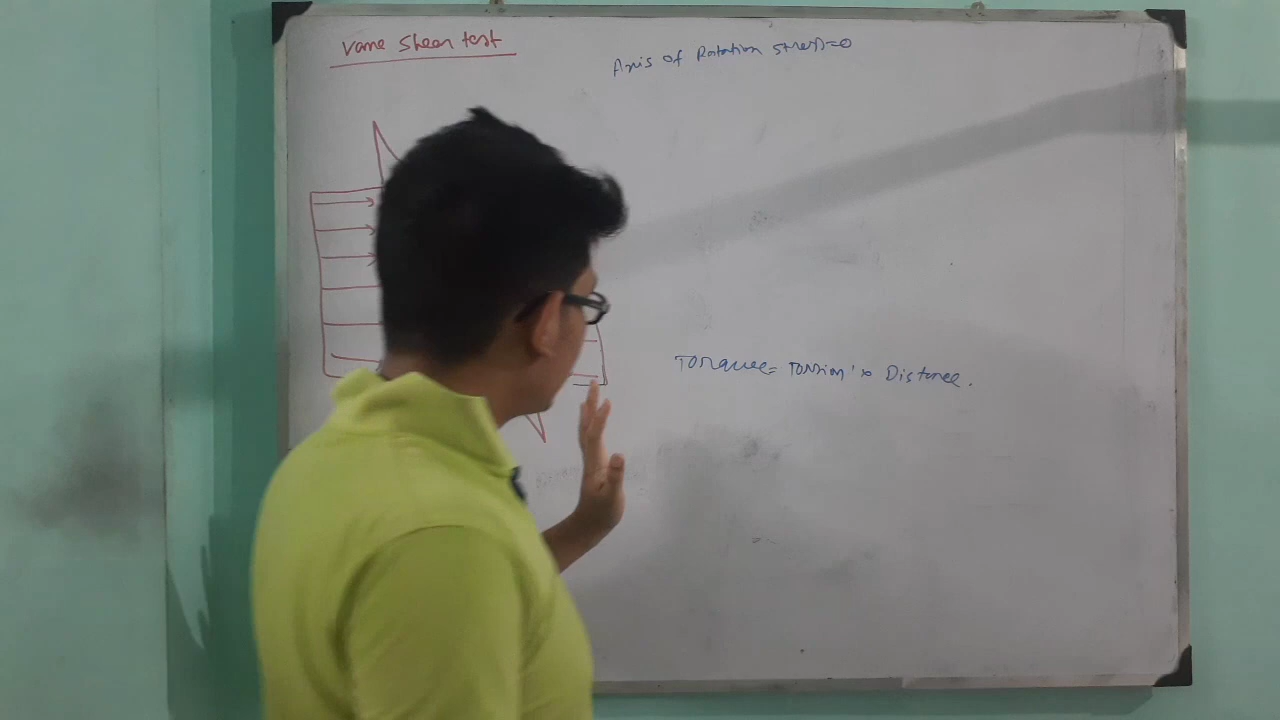 Vane Shear test
Axis of Rotation stress=0
Torque = Torsion x Distance.